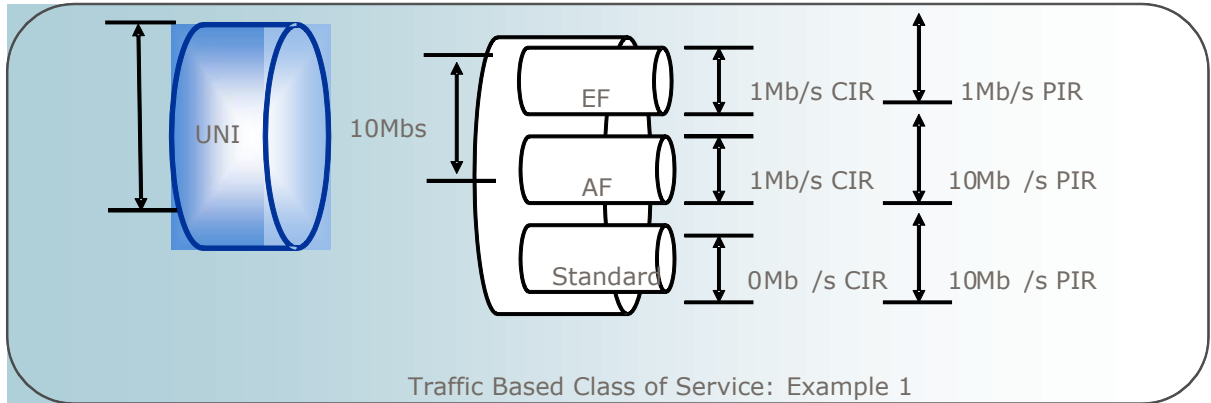 UNI
10Mbs
EF
1Mb/s CIR
1Mb/s PIR
AF
1Mb/s CIR
10Mb /s PIR
Standard
0Mb /s CIR
10Mb /s PIR
Traffic Based Class of Service: Example 1